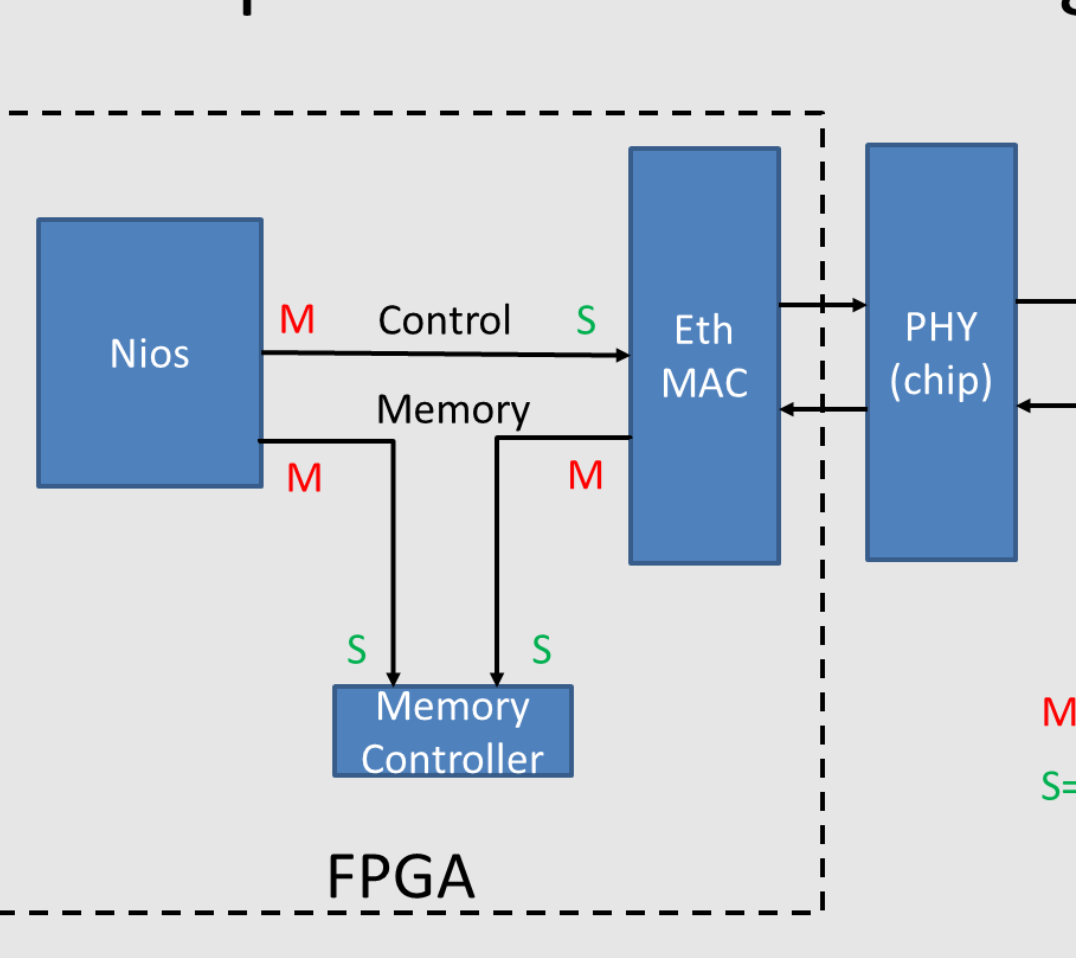 M
Control
S
Nios
Eth
MAC
PHY
(chip)
Memory
M
M
S
S
Memory
Controller
M
S=
FPGA